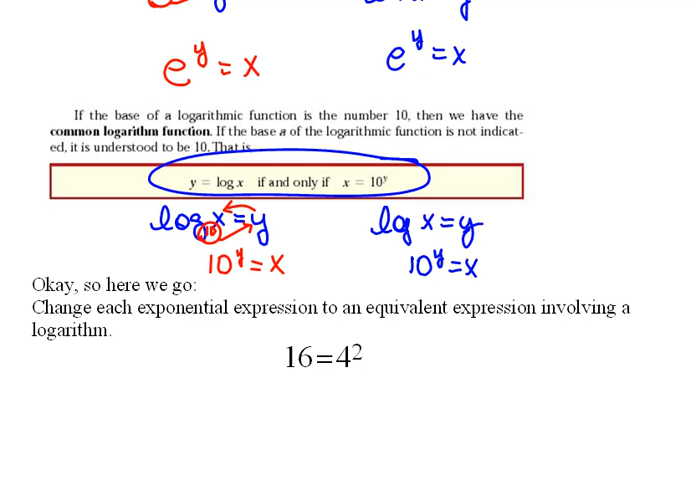 e^y = x e^y = x
If the base of a logarithmic function is the number 10, then we have the
common logarithm function. If the base a of the logarithmic function is not indicat-
ed, it is understood to be 10. That is
y = log x if and only if x = 10^y
log₁₀ x = y lg x = y
10^y = x 10^y = x
Okay, so here we go:
Change each exponential expression to an equivalent expression involving a
logarithm.
16=4²